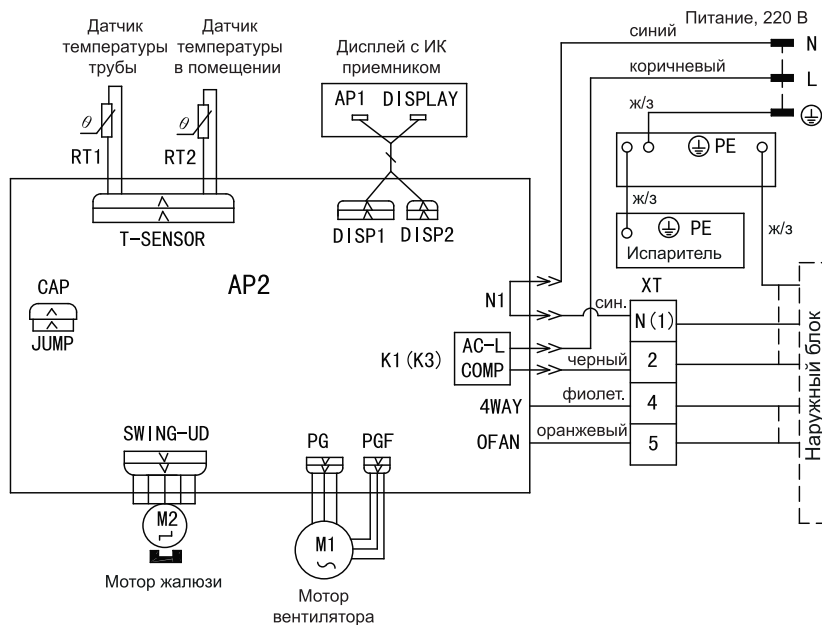 Датчик
температуры
трубы
Датчик
температуры
в помещении
Дисплей с ИК
приемником
Питание, 220 В
синий
N
коричневый
L
ж/з
AP1 DISPLAY
θ
RT1
θ
RT2
PE
ж/з
PE
Испаритель
ж/з
T-SENSOR
DISP1 DISP2
CAP
JUMP
AP2
N1
син.
XT
N(1)
K1(K3)
AC-L
COMP
черный
2
4WAY
фиолет.
4
OFAN
оранжевый
5
Наружный блок
SWING-UD
PG
PGF
M2
M1
Мотор жалюзи
Мотор
вентилятора